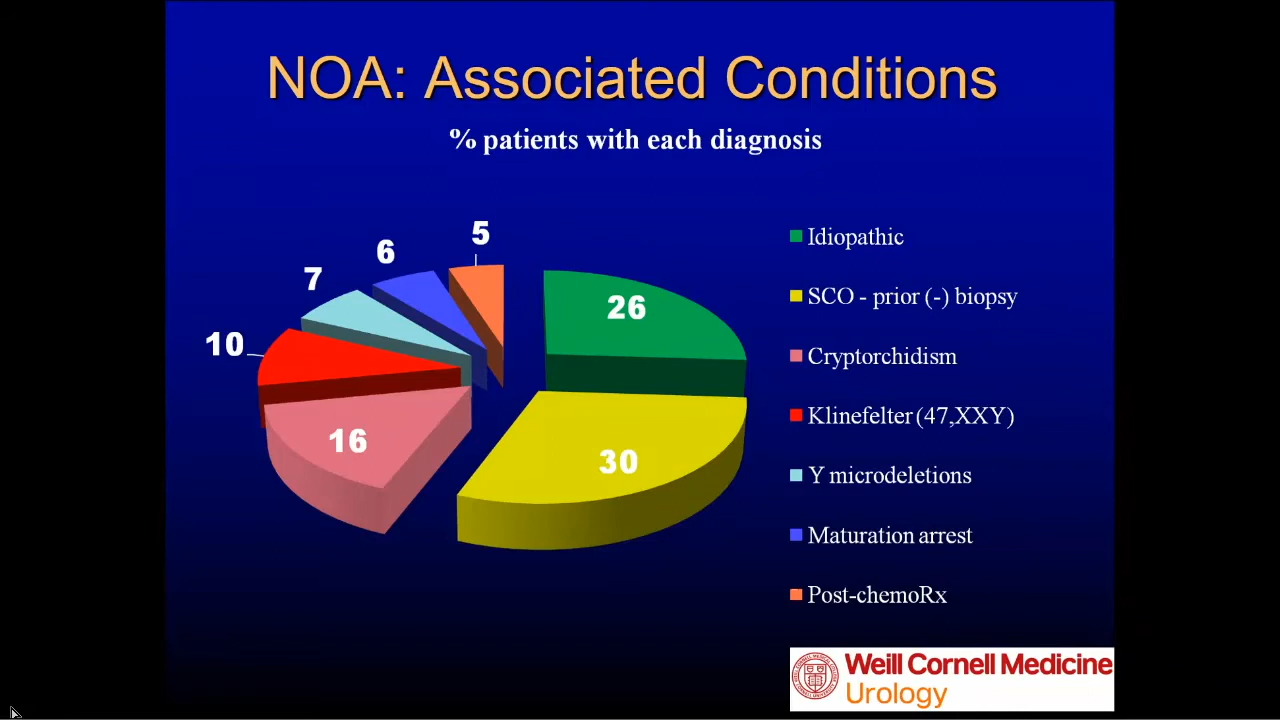 NOA: Associated Conditions
% patients with each diagnosis
5
6
7
10
26
16
30
Idiopathic
SCO - prior (-) biopsy
Cryptorchidism
Klinefelter (47,XXY)
Y microdeletions
Maturation arrest
Post-chemoRx
Weill Cornell Medicine
Urology